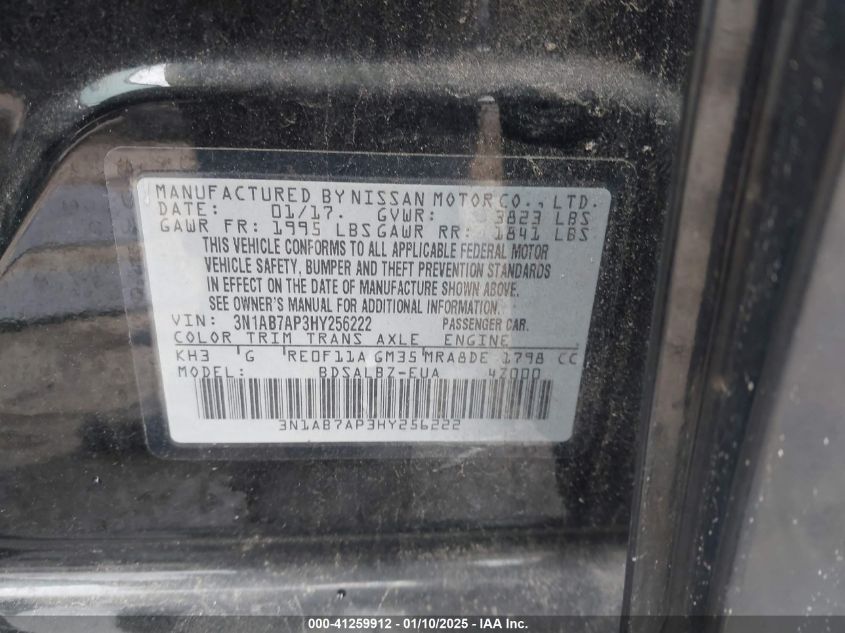 MANUFACTURED BY NISSAN MOTOR CO., LTD.
DATE: 01/17. GVWR: 3823 LBS
GAWR FR: 1995 LBS GAWR RR: 1841 LBS
THIS VEHICLE CONFORMS TO ALL APPLICABLE FEDERAL MOTOR
VEHICLE SAFETY, BUMPER AND THEFT PREVENTION STANDARDS
IN EFFECT ON THE DATE OF MANUFACTURE SHOWN ABOVE.
SEE OWNER'S MANUAL FOR ADDITIONAL INFORMATION.
VIN: 3N1AB7AP3HY256222 PASSENGER CAR.
COLOR TRIM TRANS AXLE ENGINE
KH3 G RE0F11A GM35 MRA8DE 1798 CC
MODEL: BDSALBZ-EUA 4Z000
3N1AB7AP3HY256222
000-41259912 - 01/10/2025 - IAA Inc.